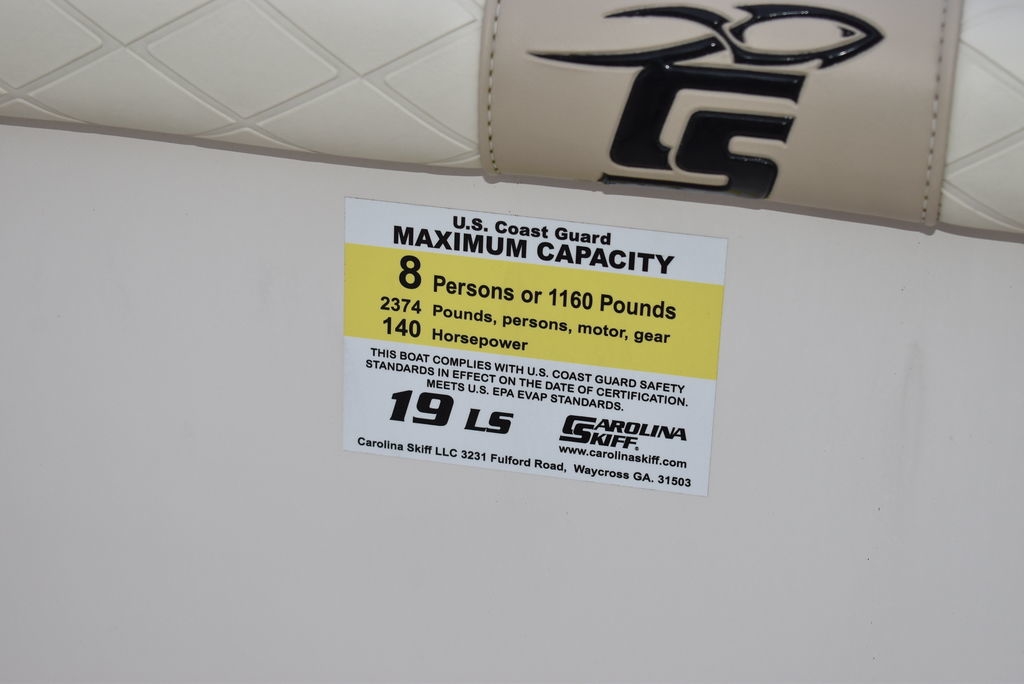 CS
U.S. Coast Guard
MAXIMUM CAPACITY
8 Persons or 1160 Pounds
2374 Pounds, persons, motor, gear
140 Horsepower
THIS BOAT COMPLIES WITH U.S. COAST GUARD SAFETY
STANDARDS IN EFFECT ON THE DATE OF CERTIFICATION.
MEETS U.S. EPA EVAP STANDARDS.
19 LS
CAROLINA
SKIFF®
www.carolinaskiff.com
Carolina Skiff LLC 3231 Fulford Road, Waycross GA. 31503